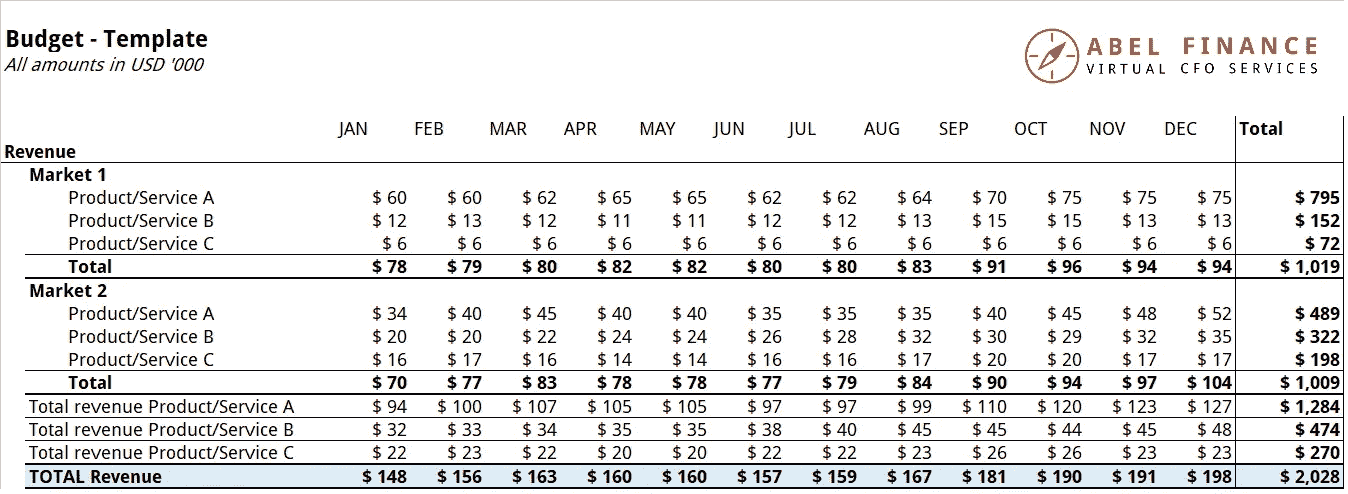 Budget - Template
All amounts in USD '000
ABEL FINANCE
VIRTUAL CFO SERVICES
JAN FEB MAR APR MAY JUN JUL AUG SEP OCT NOV DEC Total
Revenue
Market 1
Product/Service A $ 60 $ 60 $ 62 $ 65 $ 65 $ 62 $ 62 $ 64 $ 70 $ 75 $ 75 $ 75 $ 795
Product/Service B $ 12 $ 13 $ 12 $ 11 $ 11 $ 12 $ 12 $ 13 $ 15 $ 15 $ 13 $ 13 $ 152
Product/Service C $ 6 $ 6 $ 6 $ 6 $ 6 $ 6 $ 6 $ 6 $ 6 $ 6 $ 6 $ 6 $ 72
Total $ 78 $ 79 $ 80 $ 82 $ 82 $ 80 $ 80 $ 83 $ 91 $ 96 $ 94 $ 94 $ 1,019
Market 2
Product/Service A $ 34 $ 40 $ 45 $ 40 $ 40 $ 35 $ 35 $ 35 $ 40 $ 45 $ 48 $ 52 $ 489
Product/Service B $ 20 $ 20 $ 22 $ 24 $ 24 $ 26 $ 28 $ 32 $ 30 $ 29 $ 32 $ 35 $ 322
Product/Service C $ 16 $ 17 $ 16 $ 14 $ 14 $ 16 $ 16 $ 17 $ 20 $ 20 $ 17 $ 17 $ 198
Total $ 70 $ 77 $ 83 $ 78 $ 78 $ 77 $ 79 $ 84 $ 90 $ 94 $ 97 $ 104 $ 1,009
Total revenue Product/Service A $ 94 $ 100 $ 107 $ 105 $ 105 $ 97 $ 97 $ 99 $ 110 $ 120 $ 123 $ 127 $ 1,284
Total revenue Product/Service B $ 32 $ 33 $ 34 $ 35 $ 35 $ 38 $ 40 $ 45 $ 45 $ 44 $ 45 $ 48 $ 474
Total revenue Product/Service C $ 22 $ 23 $ 22 $ 20 $ 20 $ 22 $ 22 $ 23 $ 26 $ 26 $ 23 $ 23 $ 270
TOTAL Revenue $ 148 $ 156 $ 163 $ 160 $ 160 $ 157 $ 159 $ 167 $ 181 $ 190 $ 191 $ 198 $ 2,028